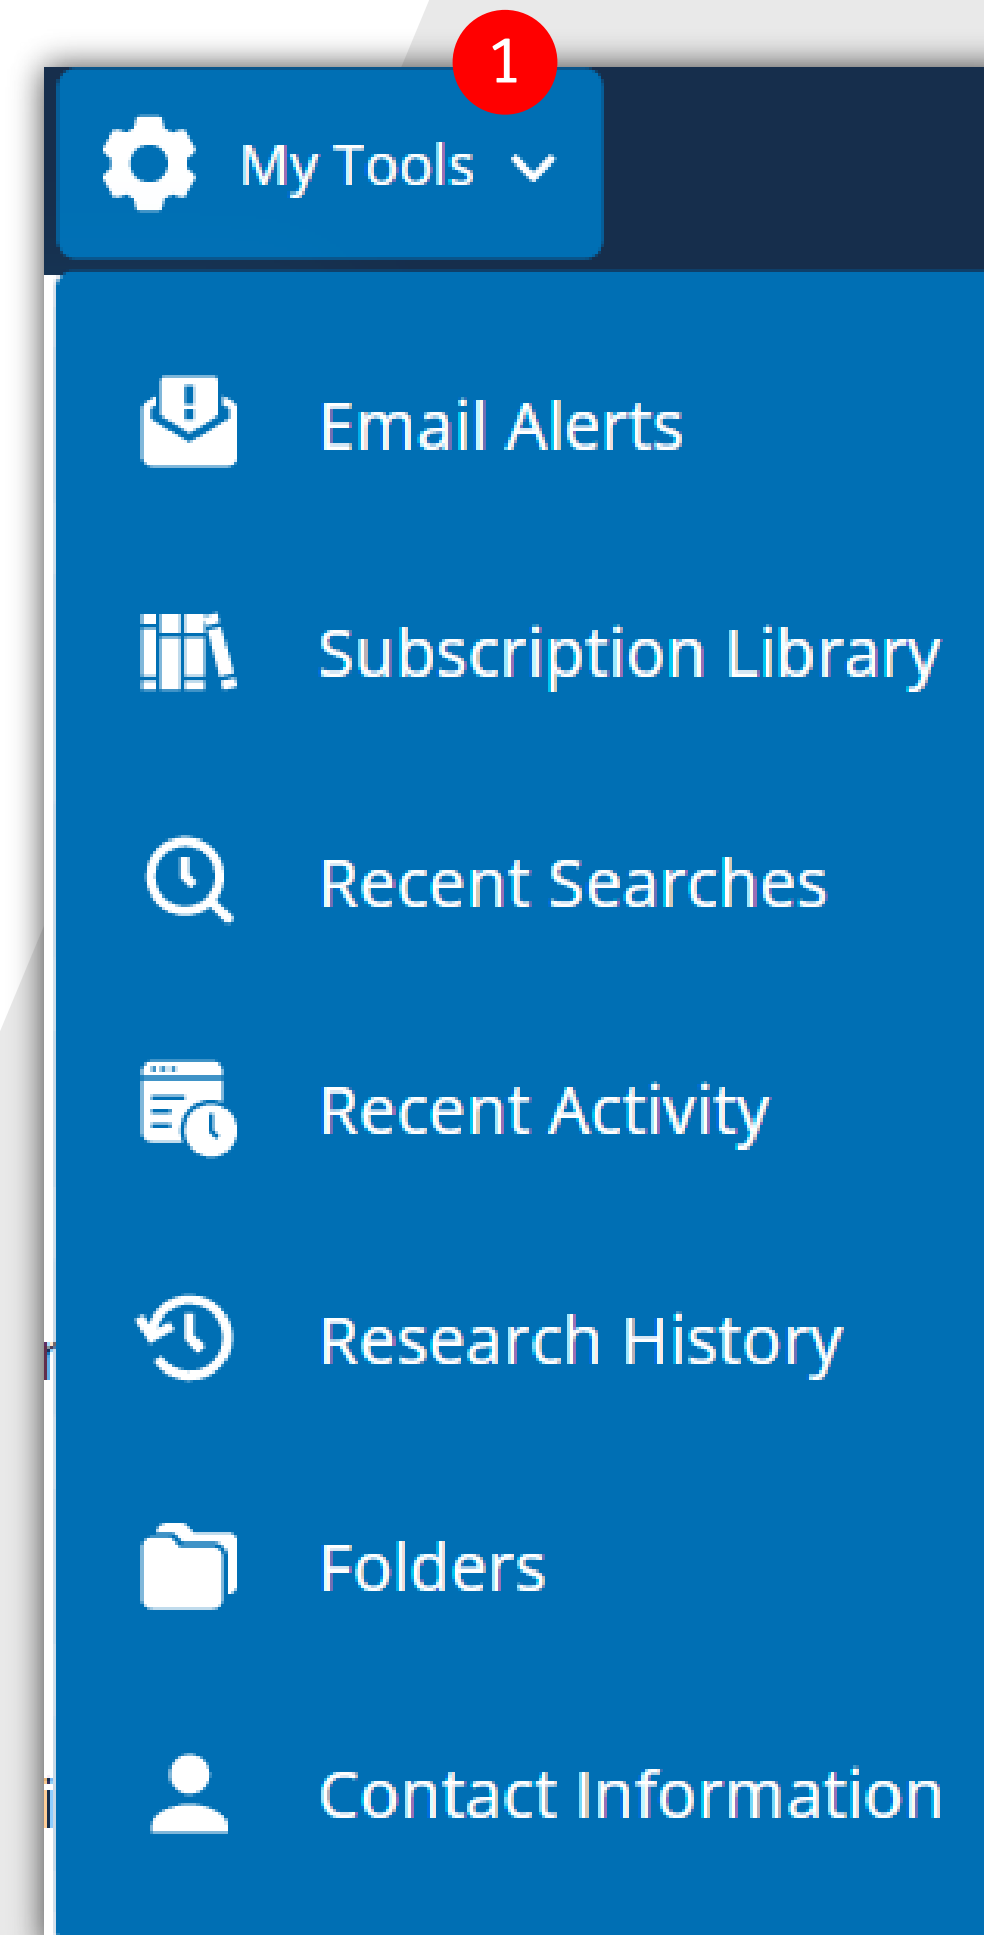 1
My Tools
Email Alerts
Subscription Library
Recent Searches
Recent Activity
Research History
Folders
Contact Information